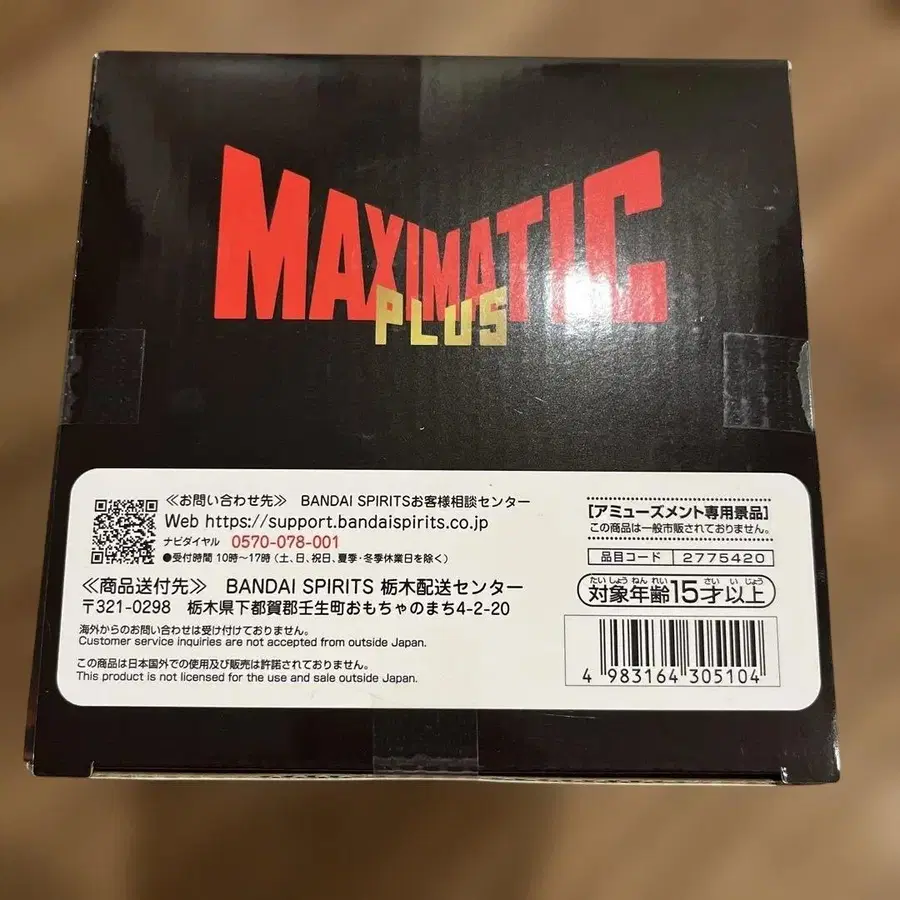 MAXIMATIC
PLUS
≪お問い合わせ先≫ BANDAI SPIRITSお客様相談センター
Web https://support.bandaispirits.co.jp
ナビダイヤル 0570-078-001
●受付時間 10時〜17時 (土、日、祝日、夏季・冬季休業日を除く)
≪商品送付先≫ BANDAI SPIRITS 栃木配送センター
〒321-0298 栃木県下都賀郡壬生町おもちゃのまち4-2-20
海外からのお問い合わせは受け付けておりません。
Customer service inquiries are not accepted from outside Japan.
この商品は日本国外での使用及び販売は許諾されておりません。
This product is not licensed for the use and sale outside Japan.
[アミューズメント専用景品]
この商品は一般市販されておりません。
品目コード 2775420
たいしょうねんれい さいいじょう
対象年齢15才以上
4 983164 305104